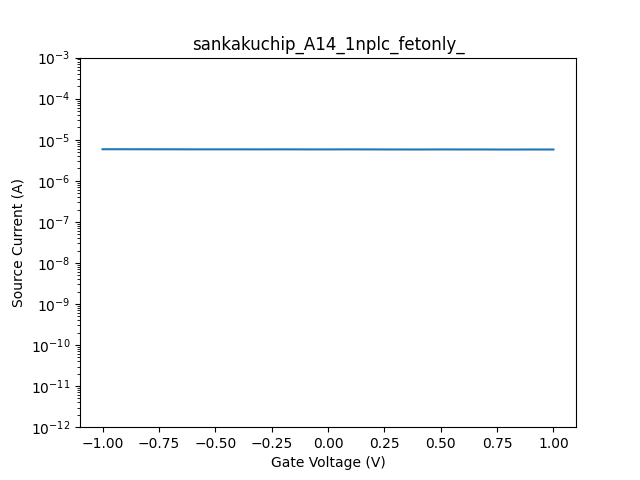 sankakuchip_A14_1nplc_fetonly_
10⁻³
10⁻⁴
10⁻⁵
10⁻⁶
10⁻⁷
10⁻⁸
10⁻⁹
10⁻¹⁰
10⁻¹¹
10⁻¹²
Source Current (A)
−1.00 −0.75 −0.50 −0.25 0.00 0.25 0.50 0.75 1.00
Gate Voltage (V)